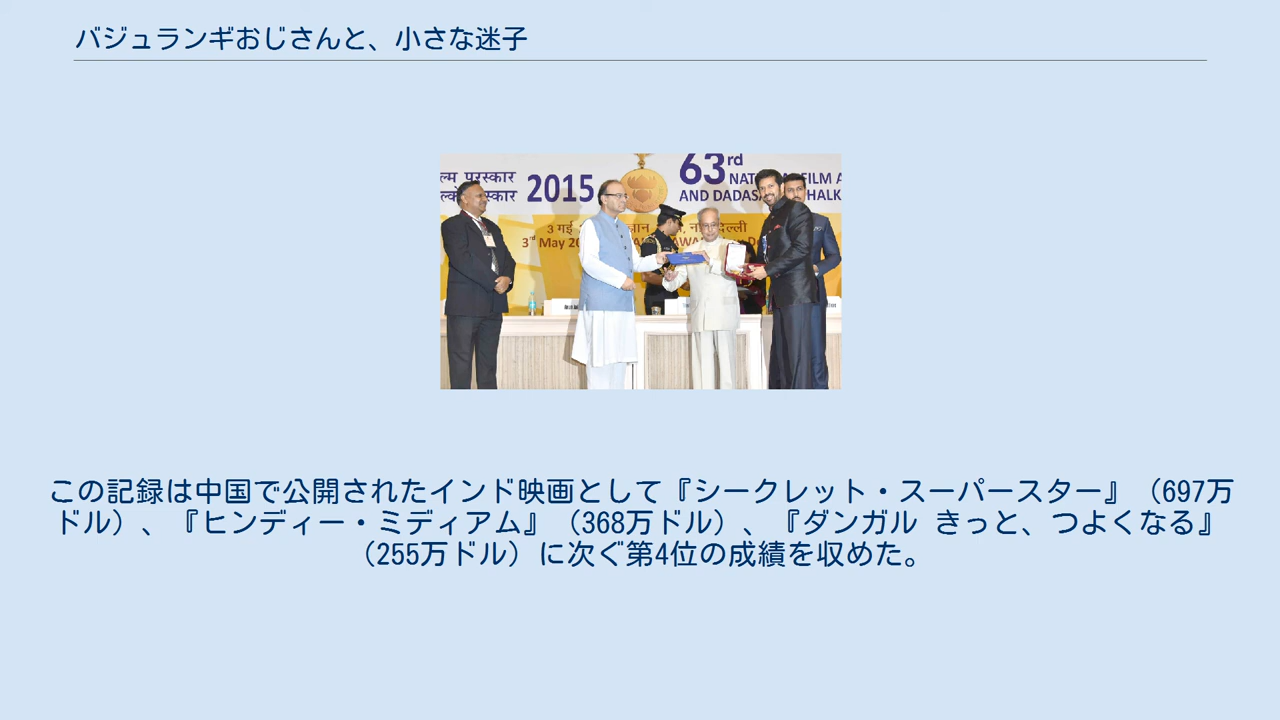 バジュランギおじさんと、小さな迷子
पुरस्कार
2015
63rd
FILM
AND
3 मई
3rd May
この記録は中国で公開されたインド映画として『シークレット・スーパースター』（697万
ドル）、『ヒンディー・ミディアム』（368万ドル）、『ダンガル きっと、つよくなる』
（255万ドル）に次ぐ第4位の成績を収めた。